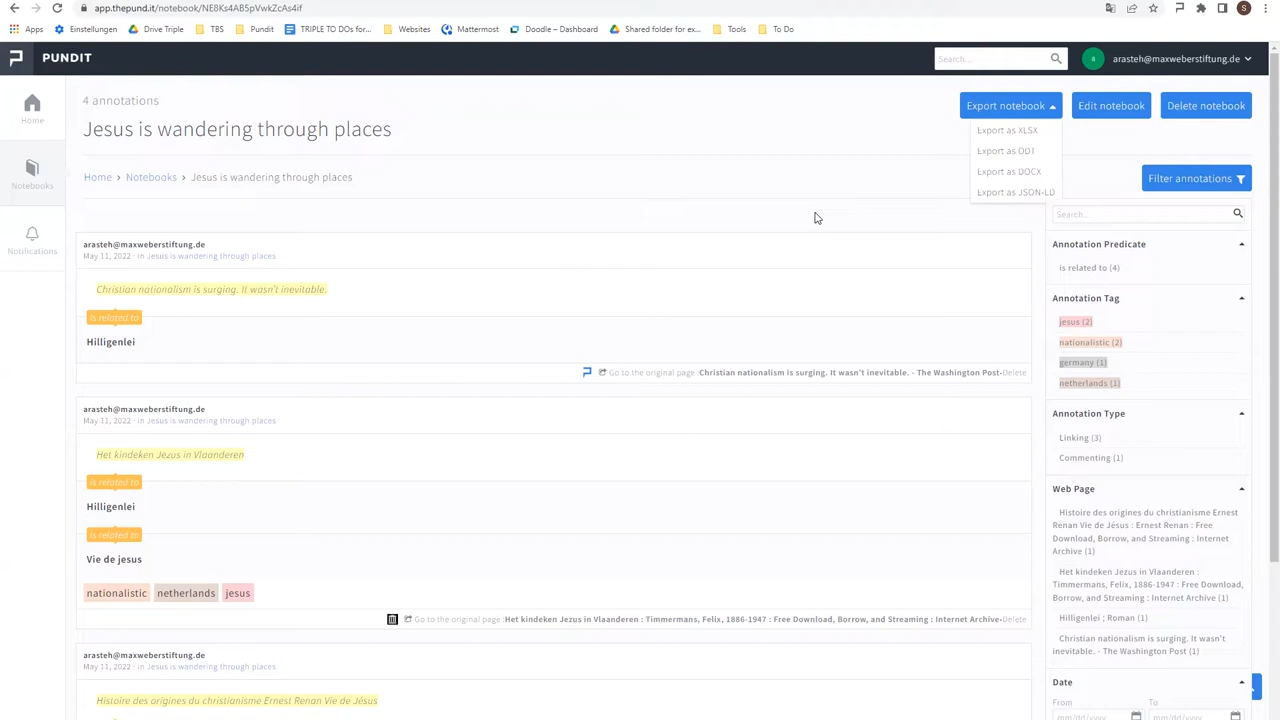 app.thepund.it/notebook/NE8Ks4AB5pVwkZcAs4if
Apps Einstellungen Drive Triple TBS Pundit TRIPLE TO DOs for... Websites Mattermost Doodle – Dashboard Shared folder for ex... Tools To Do
PUNDIT
Search...
arasteh@maxweberstiftung.de
4 annotations
Jesus is wandering through places
Export notebook
Edit notebook
Delete notebook
Export as XLSX
Export as ODT
Export as DOCX
Export as JSON-LD
Home
Notebooks
Notifications
Home › Notebooks › Jesus is wandering through places
Filter annotations
arasteh@maxweberstiftung.de
May 11, 2022 · in Jesus is wandering through places
Christian nationalism is surging. It wasn't inevitable.
is related to
Hilligenlei
Go to the original page : Christian nationalism is surging. It wasn't inevitable. - The Washington Post•Delete
arasteh@maxweberstiftung.de
May 11, 2022 · in Jesus is wandering through places
Het kindeken Jezus in Vlaanderen
is related to
Hilligenlei
is related to
Vie de jesus
nationalistic netherlands jesus
Go to the original page : Het kindeken Jezus in Vlaanderen : Timmermans, Felix, 1886-1947 : Free Download, Borrow, and Streaming : Internet Archive•Delete
arasteh@maxweberstiftung.de
May 11, 2022 · in Jesus is wandering through places
Histoire des origines du christianisme Ernest Renan Vie de Jésus
Search...
Annotation Predicate
is related to (4)
Annotation Tag
jesus (2)
nationalistic (2)
germany (1)
netherlands (1)
Annotation Type
Linking (3)
Commenting (1)
Web Page
Histoire des origines du christianisme Ernest
Renan Vie de Jésus : Ernest Renan : Free
Download, Borrow, and Streaming : Internet
Archive (1)
Het kindeken Jezus in Vlaanderen :
Timmermans, Felix, 1886-1947 : Free Download,
Borrow, and Streaming : Internet Archive (1)
Hilligenlei ; Roman (1)
Christian nationalism is surging. It wasn't
inevitable. - The Washington Post (1)
Date
From To
mm/dd/yyyy mm/dd/yyyy